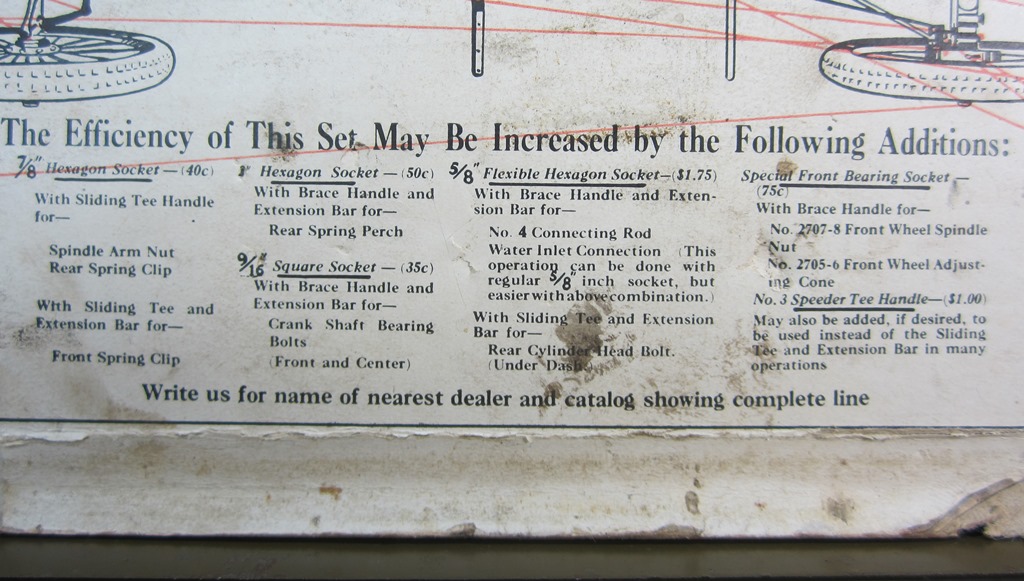 The Efficiency of This Set May Be Increased by the Following Additions:
7/8" Hexagon Socket — (40c)
With Sliding Tee Handle
for—
Spindle Arm Nut
Rear Spring Clip
With Sliding Tee and
Extension Bar for—
Front Spring Clip
1" Hexagon Socket — (50c)
With Brace Handle and
Extension Bar for—
Rear Spring Perch
9/16" Square Socket — (35c)
With Brace Handle and
Extension Bar for—
Crank Shaft Bearing
Bolts
(Front and Center)
5/8" Flexible Hexagon Socket—($1.75)
With Brace Handle and Exten-
sion Bar for—
No. 4 Connecting Rod
Water Inlet Connection (This
operation can be done with
regular 5/8" inch socket, but
easier with above combination.)
With Sliding Tee and Extension
Bar for—
Rear Cylinder Head Bolt.
(Under Dash.)
Special Front Bearing Socket —
(75c)
With Brace Handle for—
No. 2707-8 Front Wheel Spindle
Nut
No. 2705-6 Front Wheel Adjust-
ing Cone
No. 3 Speeder Tee Handle—($1.00)
May also be added, if desired, to
be used instead of the Sliding
Tee and Extension Bar in many
operations
Write us for name of nearest dealer and catalog showing complete line